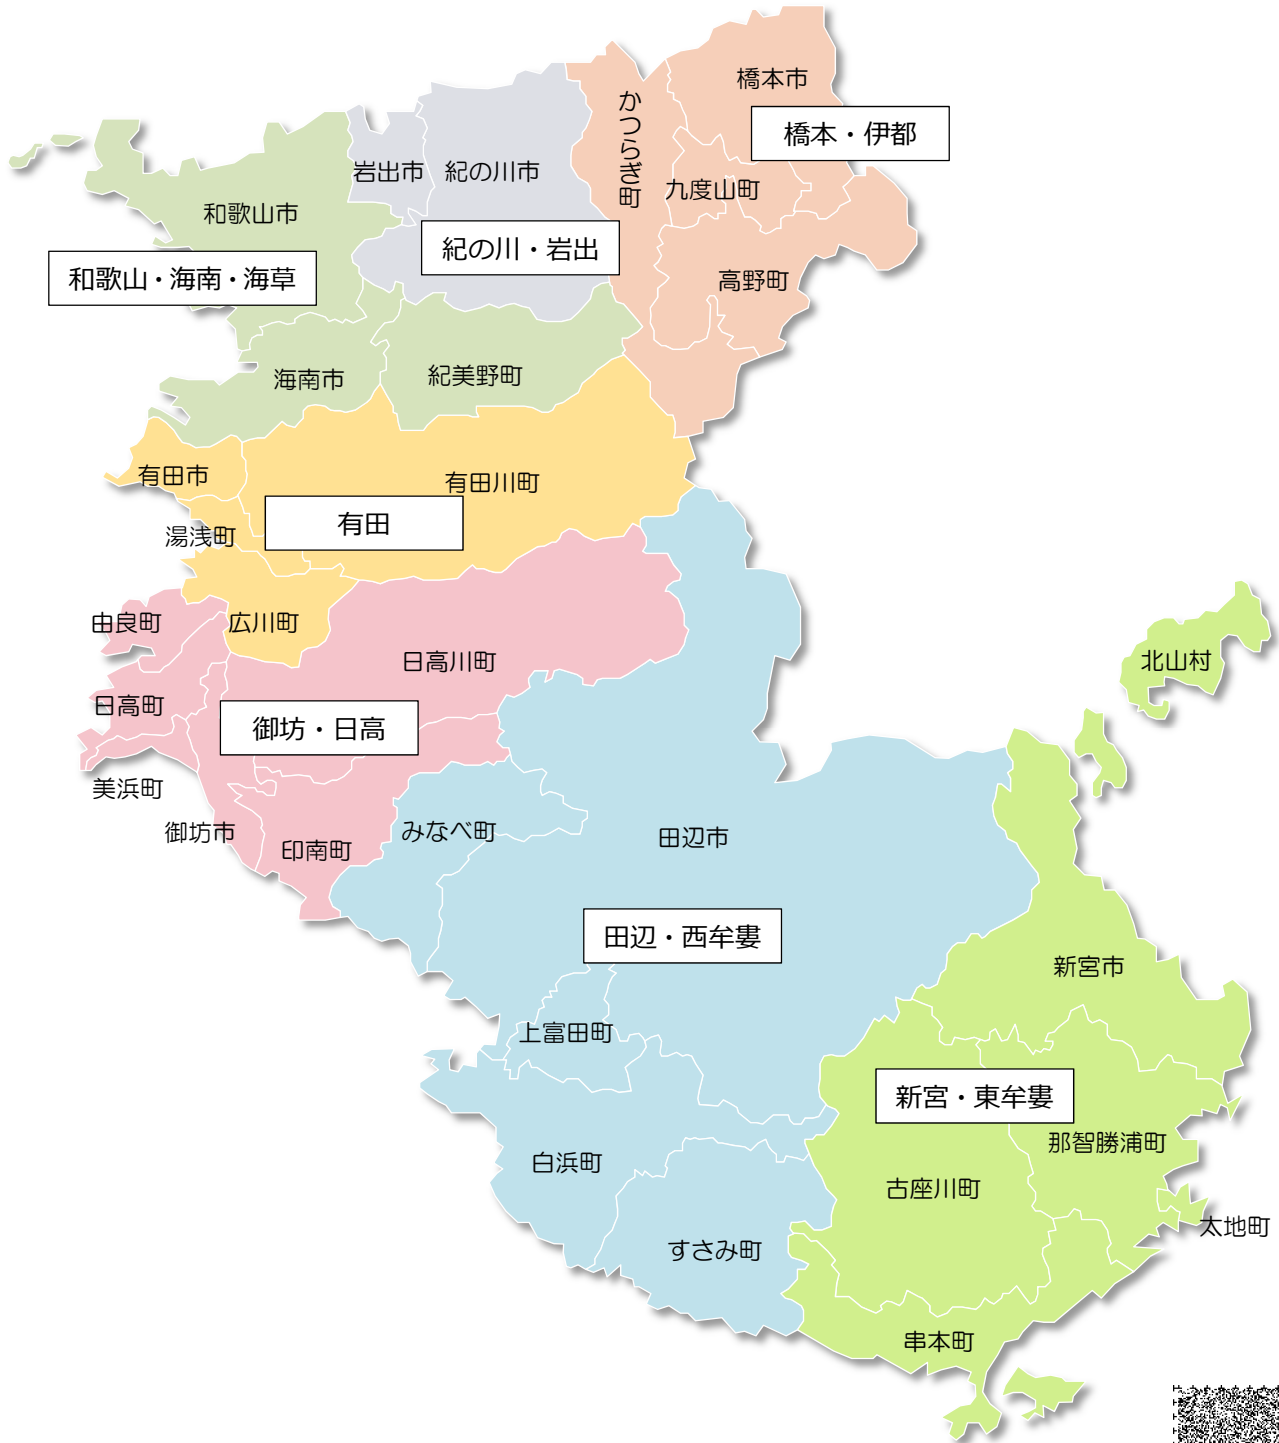 橋本市
かつらぎ町
橋本・伊都
岩出市
紀の川市
九度山町
和歌山市
紀の川・岩出
和歌山・海南・海草
高野町
海南市
紀美野町
有田市
有田川町
有田
湯浅町
由良町
広川町
日高川町
北山村
日高町
御坊・日高
美浜町
御坊市
みなべ町
田辺市
印南町
田辺・西牟婁
新宮市
上富田町
新宮・東牟婁
那智勝浦町
白浜町
古座川町
太地町
すさみ町
串本町